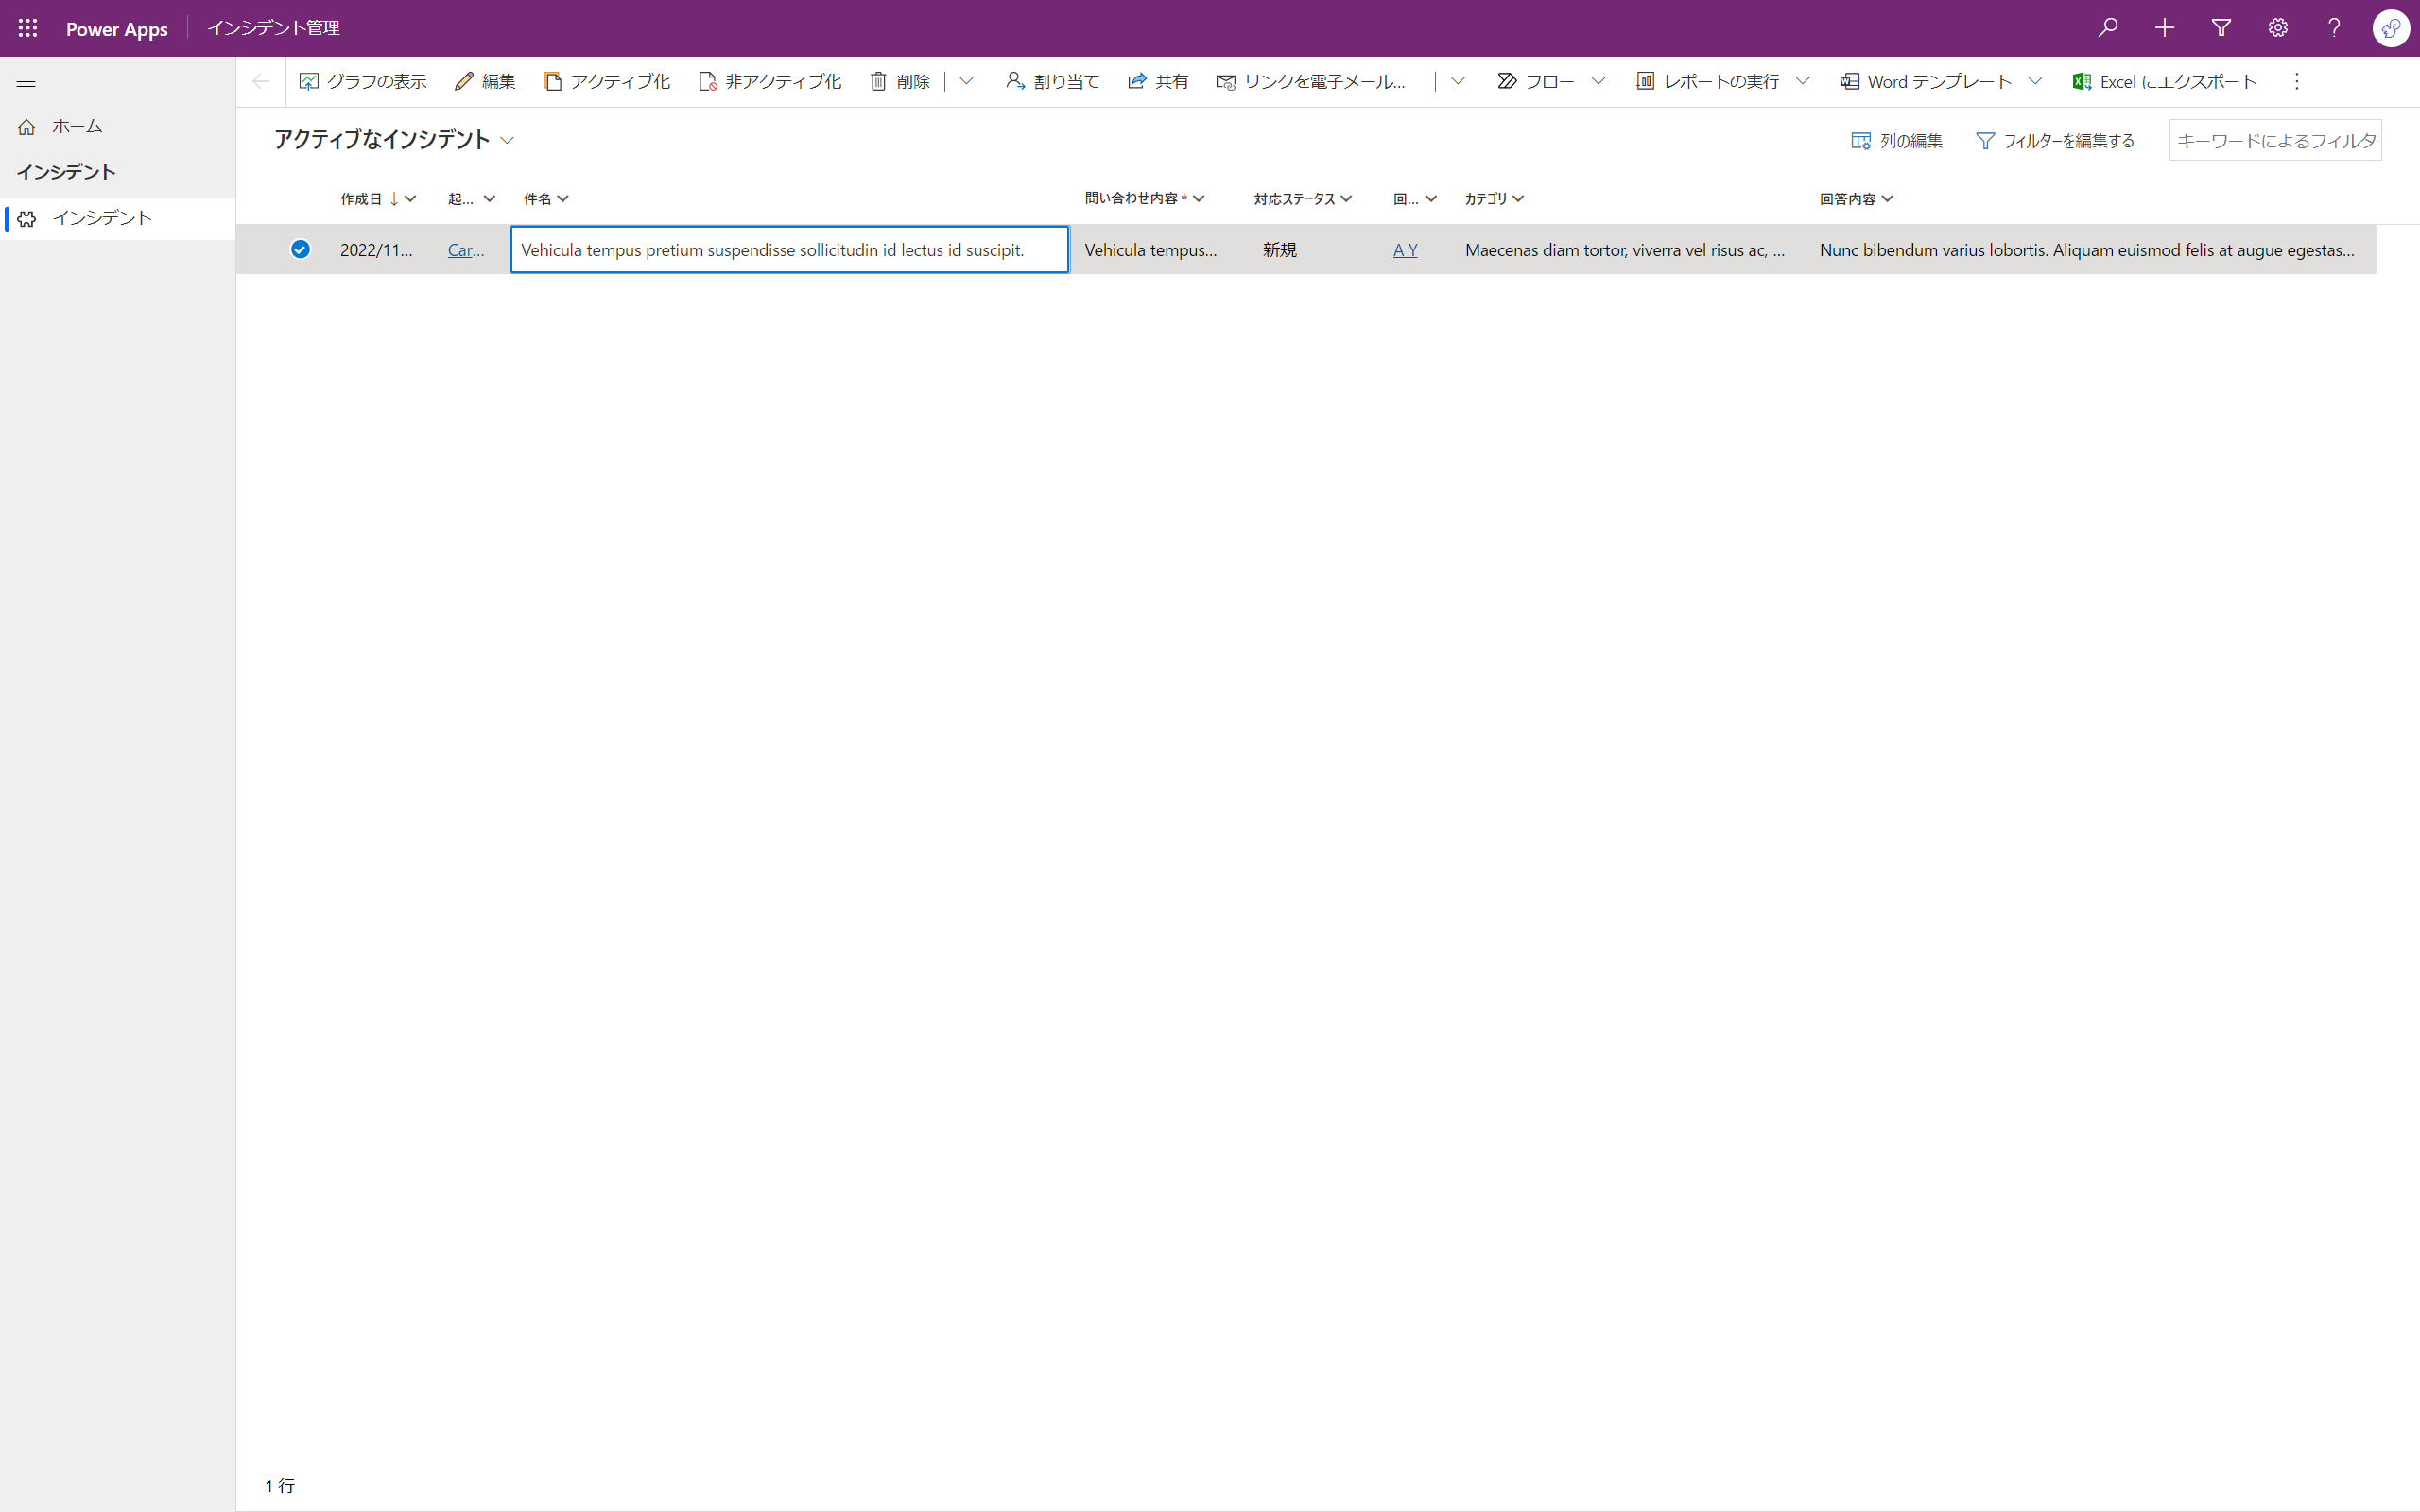 Power Apps インシデント管理
グラフの表示 編集 アクティブ化 非アクティブ化 削除 割り当て 共有 リンクを電子メール... フロー レポートの実行 Word テンプレート Excel にエクスポート
ホーム
インシデント
インシデント
アクティブなインシデント 列の編集 フィルターを編集する キーワードによるフィルタ
作成日 ↓ 起... 件名 問い合わせ内容 * 対応ステータス 回... カテゴリ 回答内容
2022/11... Car... Vehicula tempus pretium suspendisse sollicitudin id lectus id suscipit. Vehicula tempus... 新規 A Y Maecenas diam tortor, viverra vel risus ac, ... Nunc bibendum varius lobortis. Aliquam euismod felis at augue egestas...
1 行